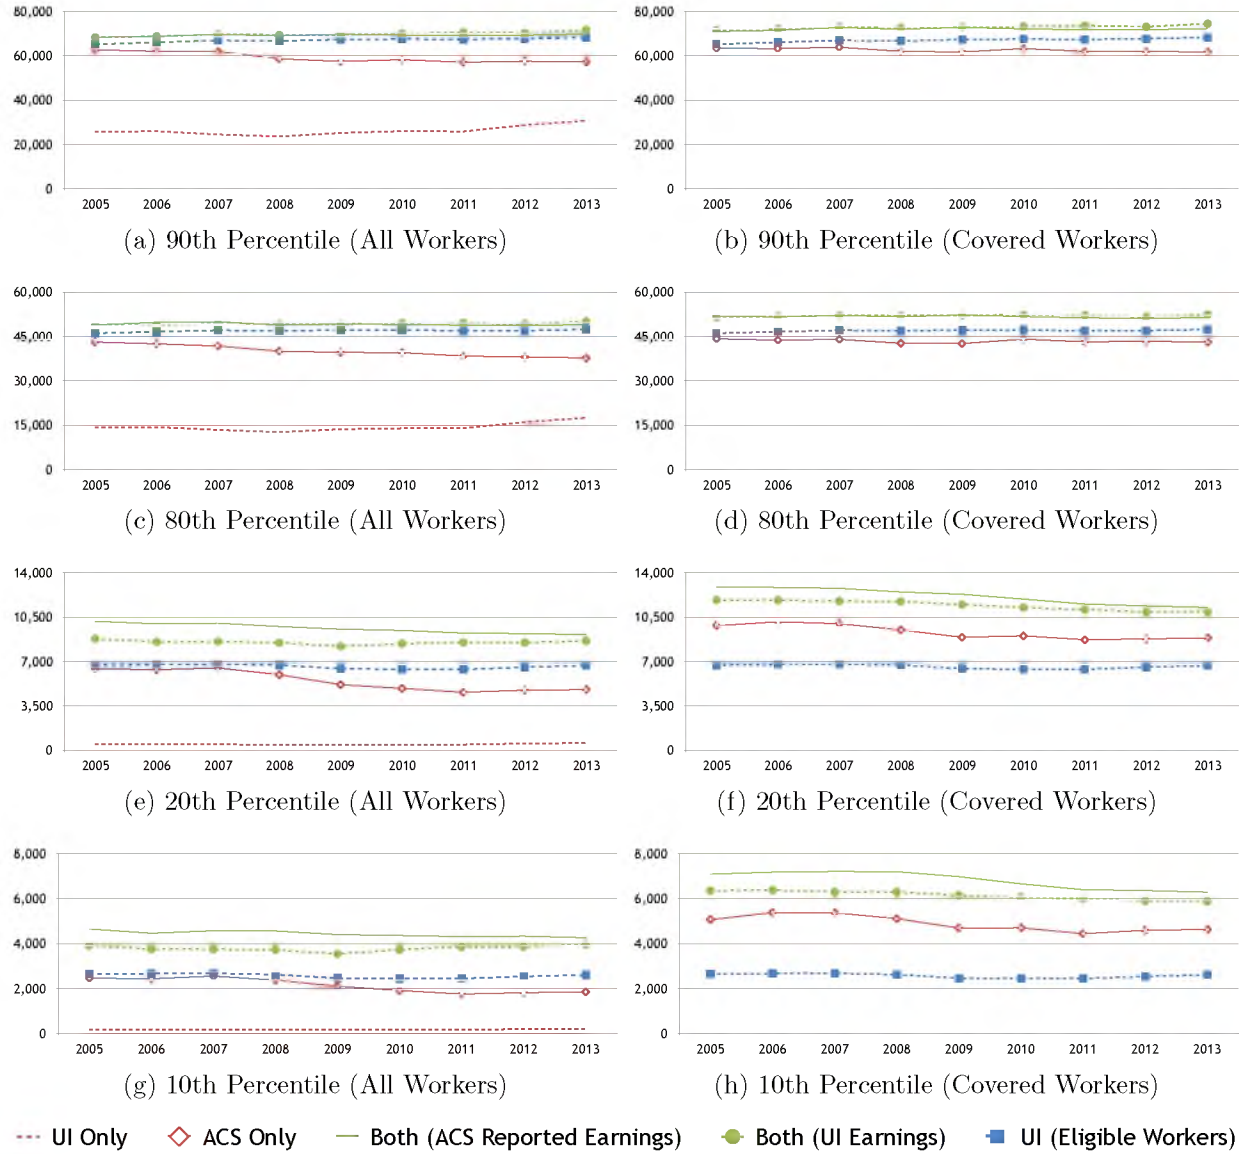 80,000 80,000
60,000 60,000
40,000 40,000
20,000 20,000
0 0
2005 2006 2007 2008 2009 2010 2011 2012 2013 2005 2006 2007 2008 2009 2010 2011 2012 2013
(a) 90th Percentile (All Workers) (b) 90th Percentile (Covered Workers)
60,000 60,000
45,000 45,000
30,000 30,000
15,000 15,000
0 0
2005 2006 2007 2008 2009 2010 2011 2012 2013 2005 2006 2007 2008 2009 2010 2011 2012 2013
(c) 80th Percentile (All Workers) (d) 80th Percentile (Covered Workers)
14,000 14,000
10,500 10,500
7,000 7,000
3,500 3,500
0 0
2005 2006 2007 2008 2009 2010 2011 2012 2013 2005 2006 2007 2008 2009 2010 2011 2012 2013
(e) 20th Percentile (All Workers) (f) 20th Percentile (Covered Workers)
8,000 8,000
6,000 6,000
4,000 4,000
2,000 2,000
0 0
2005 2006 2007 2008 2009 2010 2011 2012 2013 2005 2006 2007 2008 2009 2010 2011 2012 2013
(g) 10th Percentile (All Workers) (h) 10th Percentile (Covered Workers)
UI Only ACS Only Both (ACS Reported Earnings) Both (UI Earnings) UI (Eligible Workers)